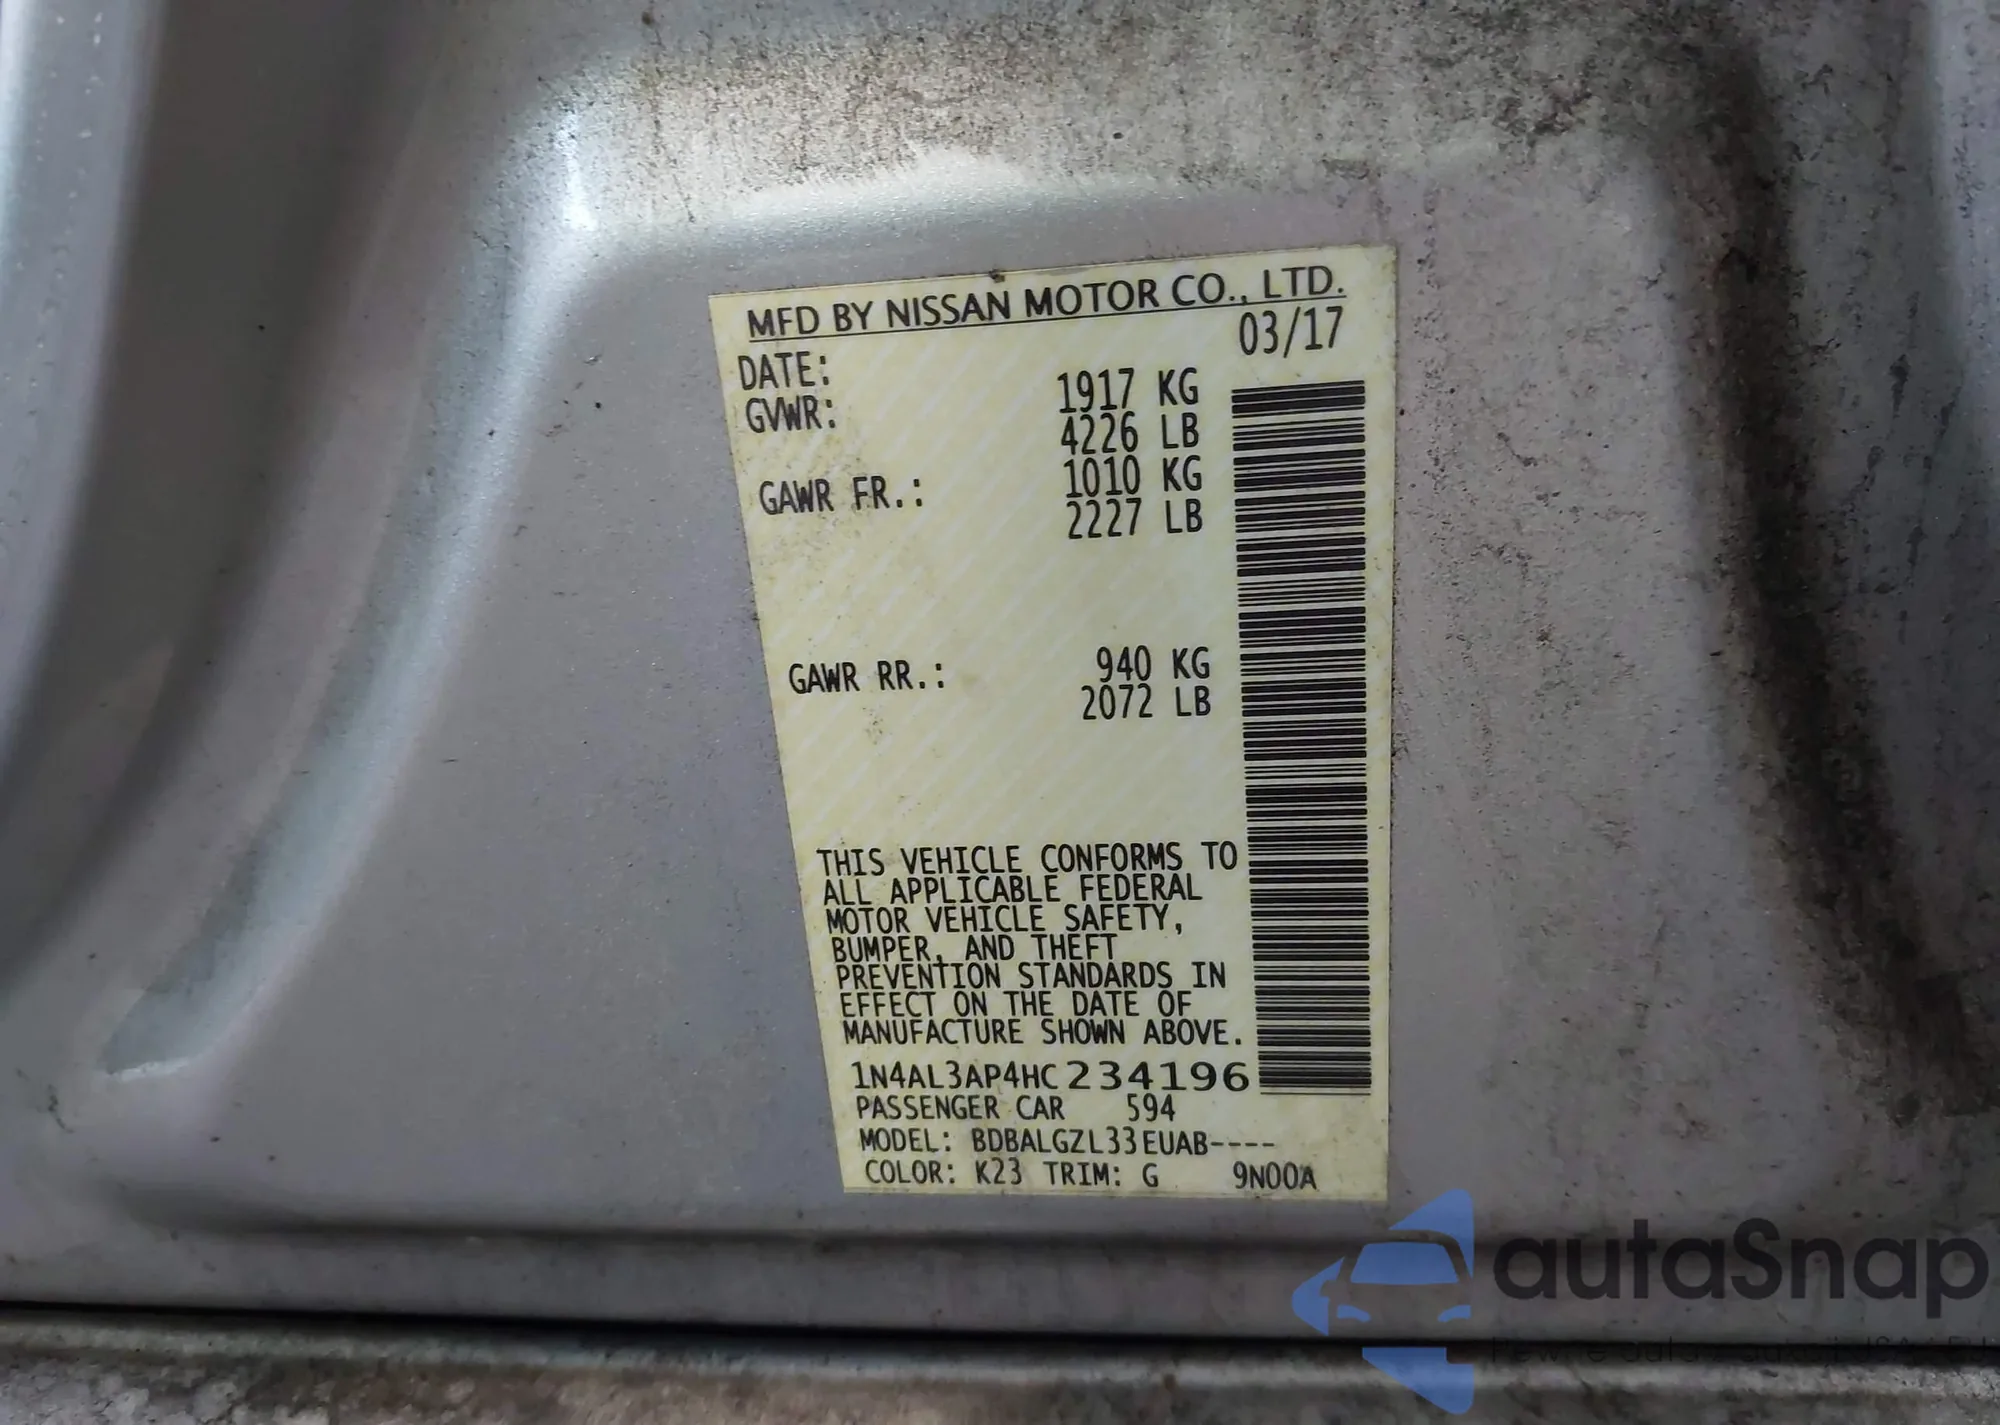 MFD BY NISSAN MOTOR CO., LTD.
DATE: 03/17
GVWR: 1917 KG
4226 LB
GAWR FR.: 1010 KG
2227 LB
GAWR RR.: 940 KG
2072 LB
THIS VEHICLE CONFORMS TO
ALL APPLICABLE FEDERAL
MOTOR VEHICLE SAFETY,
BUMPER, AND THEFT
PREVENTION STANDARDS IN
EFFECT ON THE DATE OF
MANUFACTURE SHOWN ABOVE.
1N4AL3AP4HC234196
PASSENGER CAR 594
MODEL: BDBALGZL33EUAB----
COLOR: K23 TRIM: G 9N00A
autaSnap